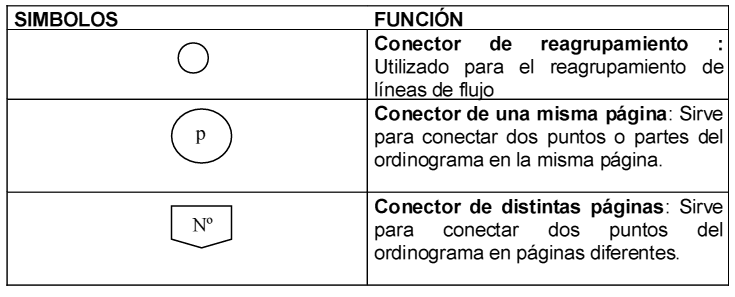 SIMBOLOS
FUNCIÓN
Conector de reagrupamiento :
Utilizado para el reagrupamiento de
líneas de flujo
p
Conector de una misma página: Sirve
para conectar dos puntos o partes del
ordinograma en la misma página.
Nº
Conector de distintas páginas: Sirve
para conectar dos puntos del
ordinograma en páginas diferentes.